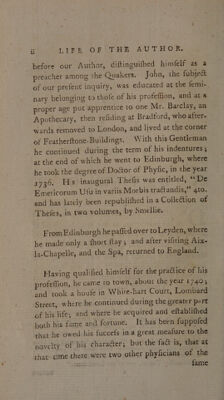 ii LIFE OF THE AUTHOR.
before our Author, diſtinguiſhed himſelf as a
preacher among the Quakers. John, the ſubject
of our preſent inquiry, was educated at the ſemi-
nary belonging to thoſe of his profeſſion, and at a
proper age put apprentice to one Mr. Barclay, an
Apothecary, then reſiding at Bradford, who after-
wards removed to London, and lived at the corner
of Featherſtone-Buildings. With this Gentleman
he continued during the term of his indentures;
at the end of which he went to Edinburgh, where
he took the degree of Doctor of Phyſic, in the year
1736. His inaugural Theſis was entitled, "De
Emeticorum Uſu in variis Morbis tractandis," 4to.
and has lately been republiſhed in a Collection of
Theſes, in two volumes, by Smellie.
From Edinburgh he paſſed over to Leyden, where
he made only a ſhort ſtay; and after viſiting Aix-
la-Chapelle, and the Spa, returned to England.
Having qualified himſelf for the practice of his
profeſſion, he came to town, about the year 1740,
and took a houſe in White-hart Court, Lombard
Street, where he continued during the greater part
of his life, and where he acquired and eſtabliſhed
both his fame and fortune. It has been ſuppoſed
that he owed his ſucceſs in a great meaſure to the
novelty of his character; but the fact is, that at
that time there were two other phyſicians of the
ſame